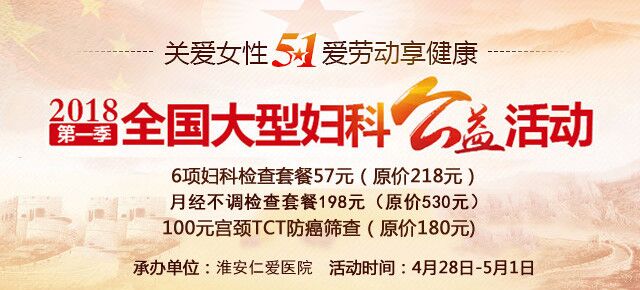 关爱女性 51 爱劳动享健康
2018
第一季
全国大型妇科公益活动
6项妇科检查套餐57元（原价218元）
月经不调检查套餐198元（原价530元）
100元宫颈TCT防癌筛查（原价180元)
承办单位：淮安仁爱医院 活动时间：4月28日-5月1日